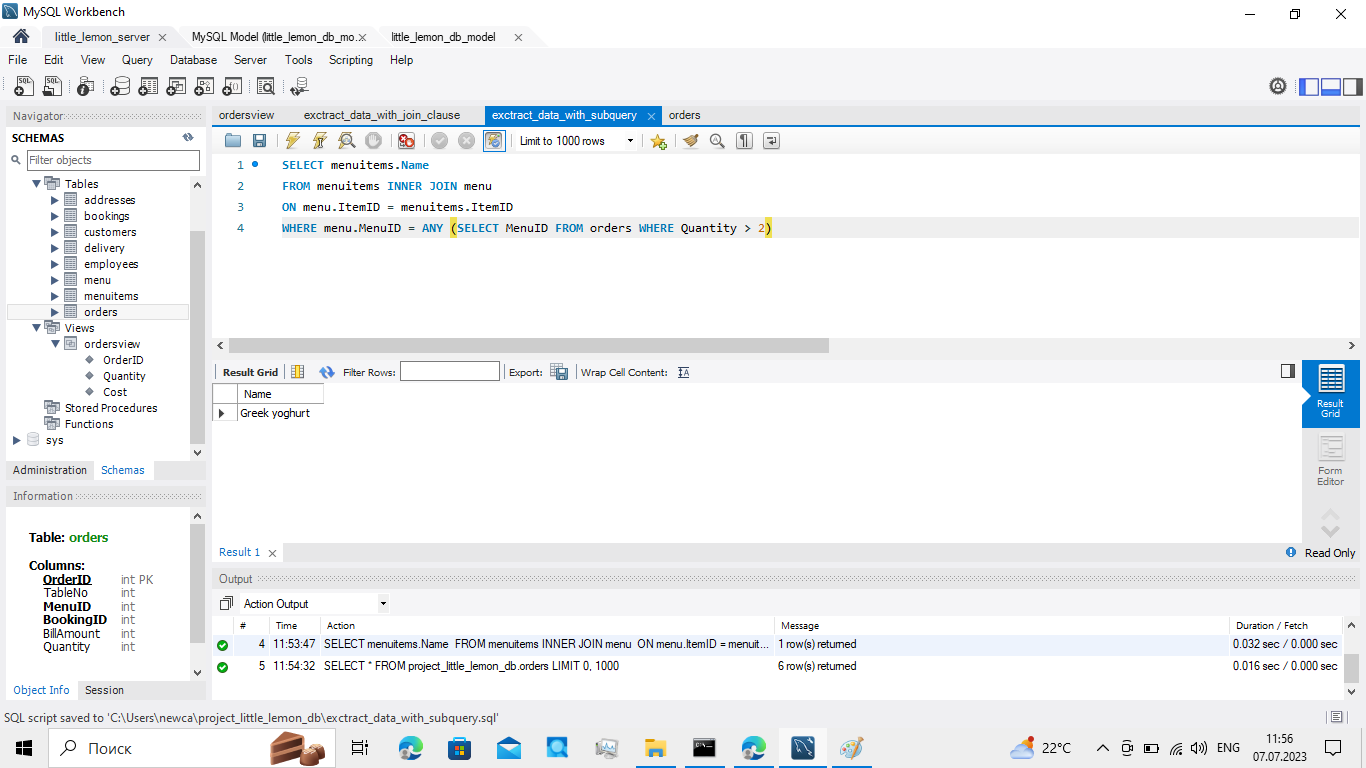 MySQL Workbench
little_lemon_server
MySQL Model (little_lemon_db_mo...
little_lemon_db_model
File Edit View Query Database Server Tools Scripting Help
Navigator
SCHEMAS
Filter objects
Tables
addresses
bookings
customers
delivery
employees
menu
menuitems
orders
Views
ordersview
OrderID
Quantity
Cost
Stored Procedures
Functions
sys
Administration Schemas
Information
Table: orders
Columns:
OrderID int PK
TableNo int
MenuID int
BookingID int
BillAmount int
Quantity int
Object Info Session
ordersview exctract_data_with_join_clause exctract_data_with_subquery orders
Limit to 1000 rows
1 SELECT menuitems.Name
2 FROM menuitems INNER JOIN menu
3 ON menu.ItemID = menuitems.ItemID
4 WHERE menu.MenuID = ANY (SELECT MenuID FROM orders WHERE Quantity > 2)
Result Grid Filter Rows: Export: Wrap Cell Content:
Name
Greek yoghurt
Result Grid
Form Editor
Result 1
Read Only
Output
Action Output
# Time Action Message Duration / Fetch
4 11:53:47 SELECT menuitems.Name FROM menuitems INNER JOIN menu ON menu.ItemID = menuit... 1 row(s) returned 0.032 sec / 0.000 sec
5 11:54:32 SELECT * FROM project_little_lemon_db.orders LIMIT 0, 1000 6 row(s) returned 0.016 sec / 0.000 sec
SQL script saved to 'C:\Users\newca\project_little_lemon_db\exctract_data_with_subquery.sql'
Поиск
22°C
ENG
11:56
07.07.2023